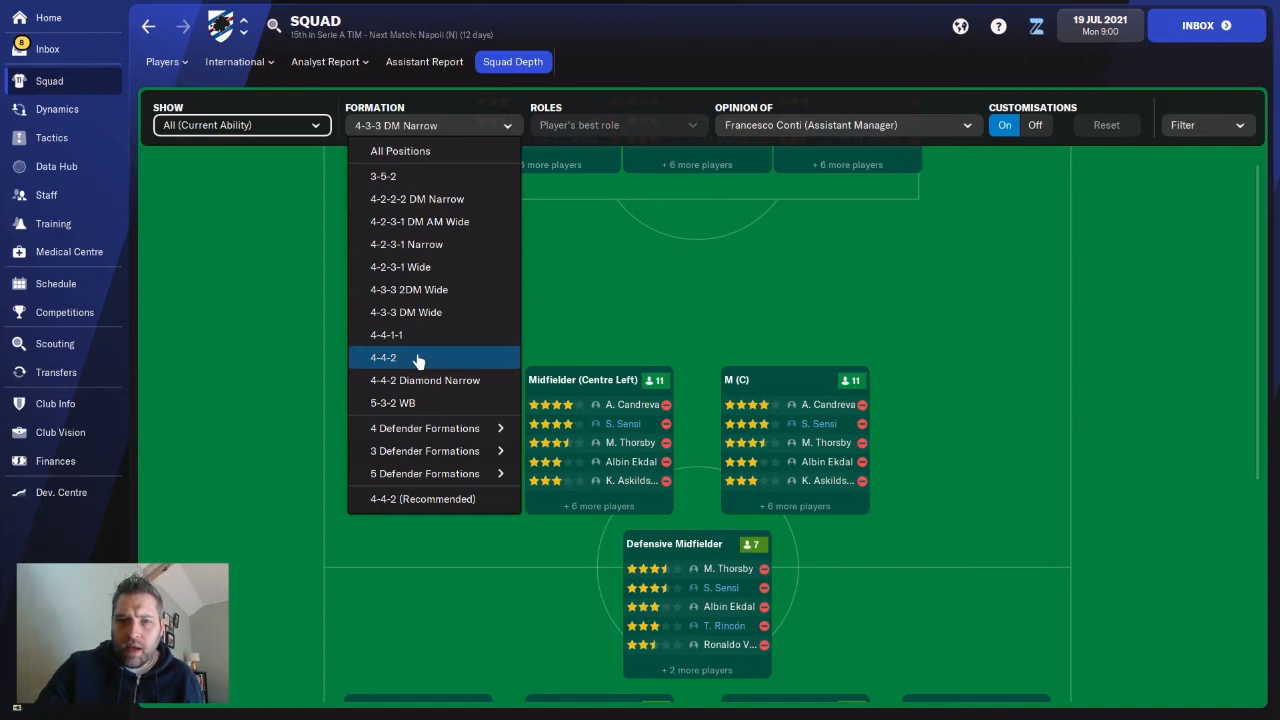 Home
8
Inbox
Squad
Dynamics
Tactics
Data Hub
Staff
Training
Medical Centre
Schedule
Competitions
Scouting
Transfers
Club Info
Club Vision
Finances
Dev. Centre
SQUAD
15th in Serie A TIM - Next Match: Napoli (N) (12 days)
19 JUL 2021
Mon 9:00
INBOX
Players
International
Analyst Report
Assistant Report
Squad Depth
SHOW
All (Current Ability)
FORMATION
4-3-3 DM Narrow
ROLES
Player's best role
OPINION OF
Francesco Conti (Assistant Manager)
CUSTOMISATIONS
On
Off
Reset
Filter
All Positions
3-5-2
4-2-2-2 DM Narrow
4-2-3-1 DM AM Wide
4-2-3-1 Narrow
4-2-3-1 Wide
4-3-3 2DM Wide
4-3-3 DM Wide
4-4-1-1
4-4-2
4-4-2 Diamond Narrow
5-3-2 WB
4 Defender Formations
3 Defender Formations
5 Defender Formations
4-4-2 (Recommended)
6 more players
+ 6 more players
+ 6 more players
Midfielder (Centre Left) 11
A. Candreva
S. Sensi
M. Thorsby
Albin Ekdal
K. Askilds...
+ 6 more players
M (C) 11
A. Candreva
S. Sensi
M. Thorsby
Albin Ekdal
K. Askilds...
+ 6 more players
Defensive Midfielder 7
M. Thorsby
S. Sensi
Albin Ekdal
T. Rincón
Ronaldo V...
+ 2 more players